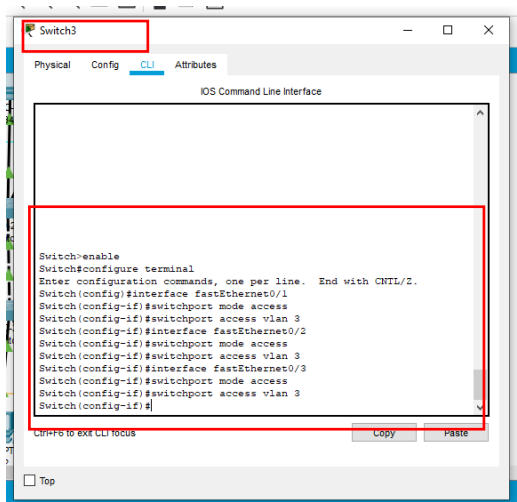 Switch3
Physical Config CLI Attributes
IOS Command Line Interface
Switch>enable
Switch#configure terminal
Enter configuration commands, one per line.  End with CNTL/Z.
Switch(config)#interface fastEthernet0/1
Switch(config-if)#switchport mode access
Switch(config-if)#switchport access vlan 3
Switch(config-if)#interface fastEthernet0/2
Switch(config-if)#switchport mode access
Switch(config-if)#switchport access vlan 3
Switch(config-if)#interface fastEthernet0/3
Switch(config-if)#switchport mode access
Switch(config-if)#switchport access vlan 3
Switch(config-if)#
Ctrl+F6 to exit CLI focus
Copy Paste
Top